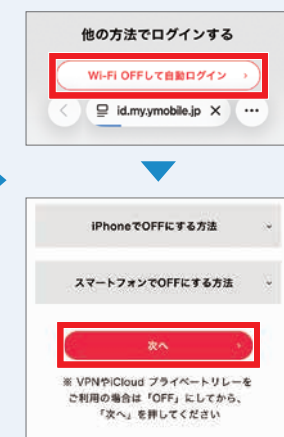 他の方法でログインする
Wi-Fi OFFして自動ログイン
id.my.ymobile.jp
iPhoneでOFFにする方法
スマートフォンでOFFにする方法
次へ
※ VPNやiCloud プライベートリレーを
ご利用の場合は「OFF」にしてから、
「次へ」を押してください